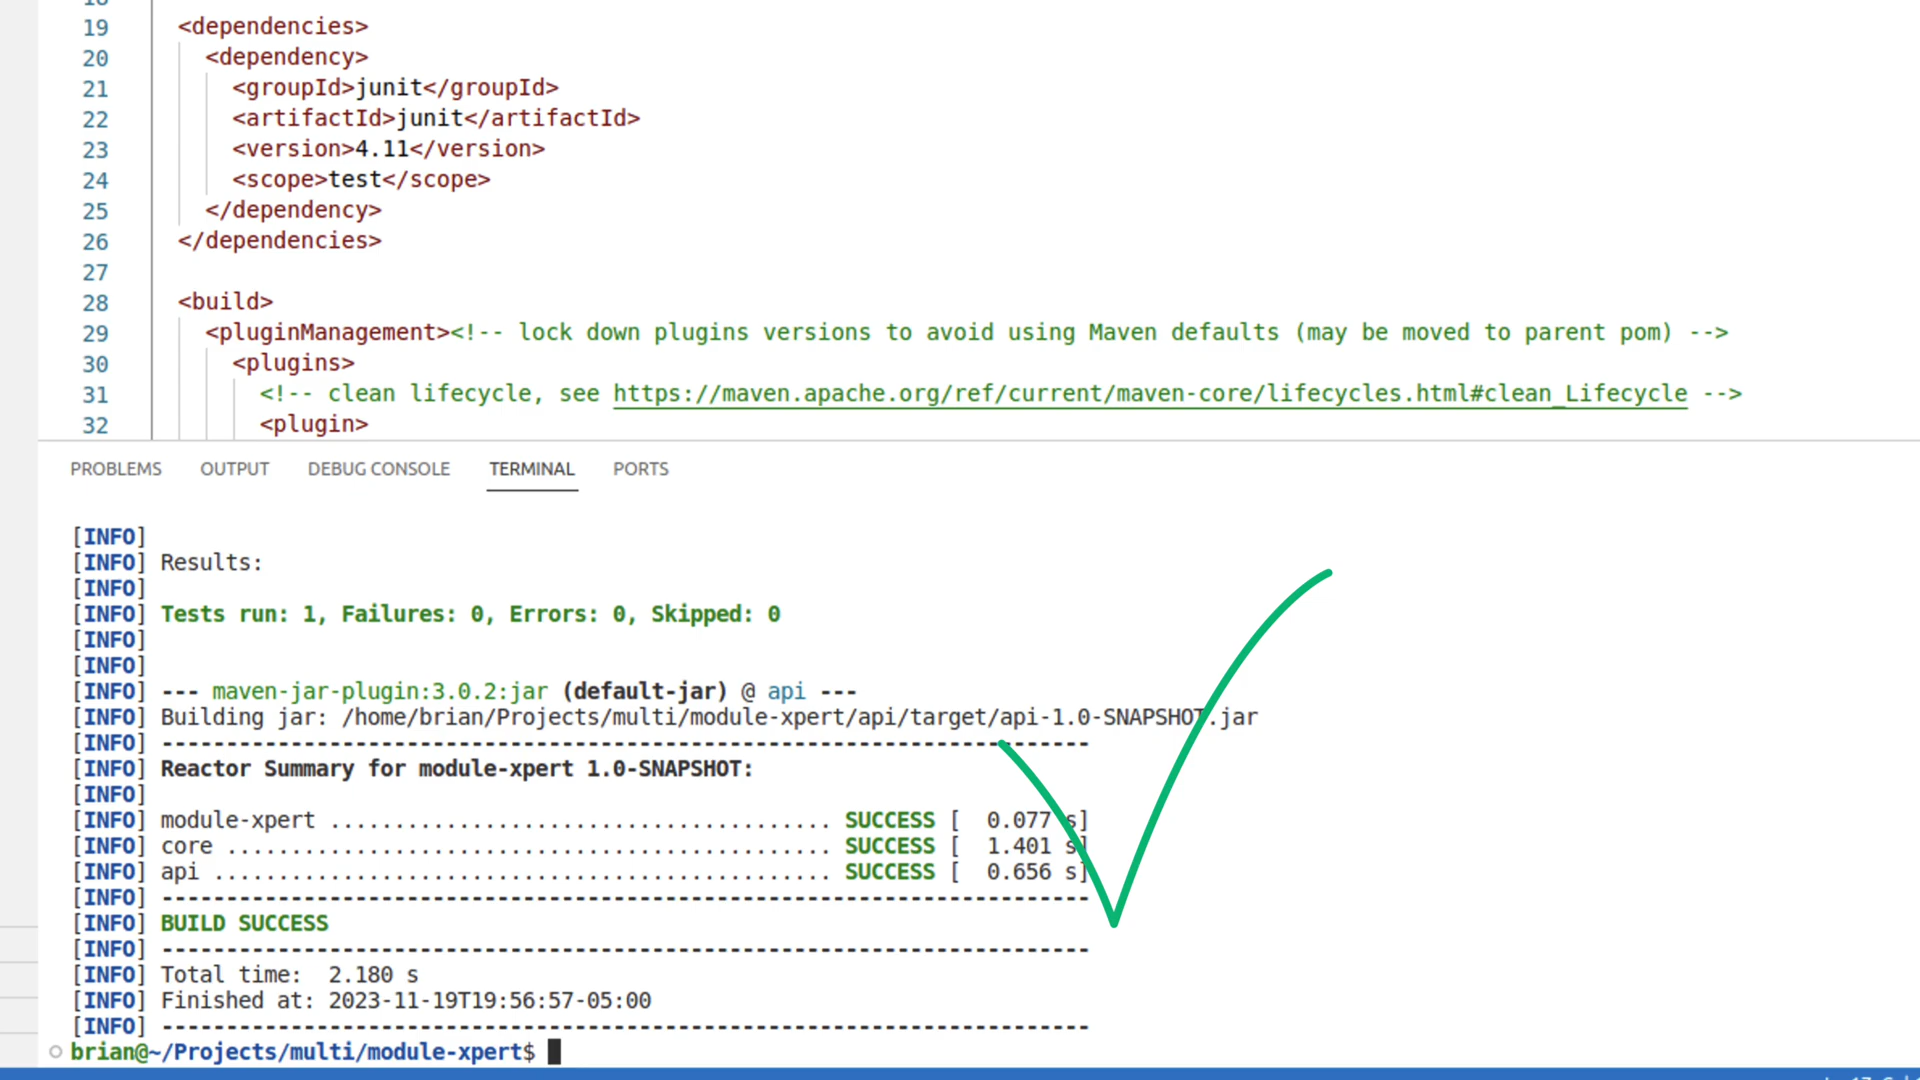 19 <dependencies>
20 <dependency>
21 <groupId>junit</groupId>
22 <artifactId>junit</artifactId>
23 <version>4.11</version>
24 <scope>test</scope>
25 </dependency>
26 </dependencies>
27
28 <build>
29 <pluginManagement><!-- lock down plugins versions to avoid using Maven defaults (may be moved to parent pom) -->
30 <plugins>
31 <!-- clean lifecycle, see https://maven.apache.org/ref/current/maven-core/lifecycles.html#clean_Lifecycle -->
32 <plugin>
PROBLEMS OUTPUT DEBUG CONSOLE TERMINAL PORTS
[INFO]
[INFO] Results:
[INFO]
[INFO] Tests run: 1, Failures: 0, Errors: 0, Skipped: 0
[INFO]
[INFO]
[INFO] --- maven-jar-plugin:3.0.2:jar (default-jar) @ api ---
[INFO] Building jar: /home/brian/Projects/multi/module-xpert/api/target/api-1.0-SNAPSHOT.jar
[INFO] ------------------------------------------------------------------------
[INFO] Reactor Summary for module-xpert 1.0-SNAPSHOT:
[INFO]
[INFO] module-xpert ....................................... SUCCESS [  0.077 s]
[INFO] core ............................................... SUCCESS [  1.401 s]
[INFO] api ................................................ SUCCESS [  0.656 s]
[INFO] ------------------------------------------------------------------------
[INFO] BUILD SUCCESS
[INFO] ------------------------------------------------------------------------
[INFO] Total time:  2.180 s
[INFO] Finished at: 2023-11-19T19:56:57-05:00
[INFO] ------------------------------------------------------------------------
brian@~/Projects/multi/module-xpert$